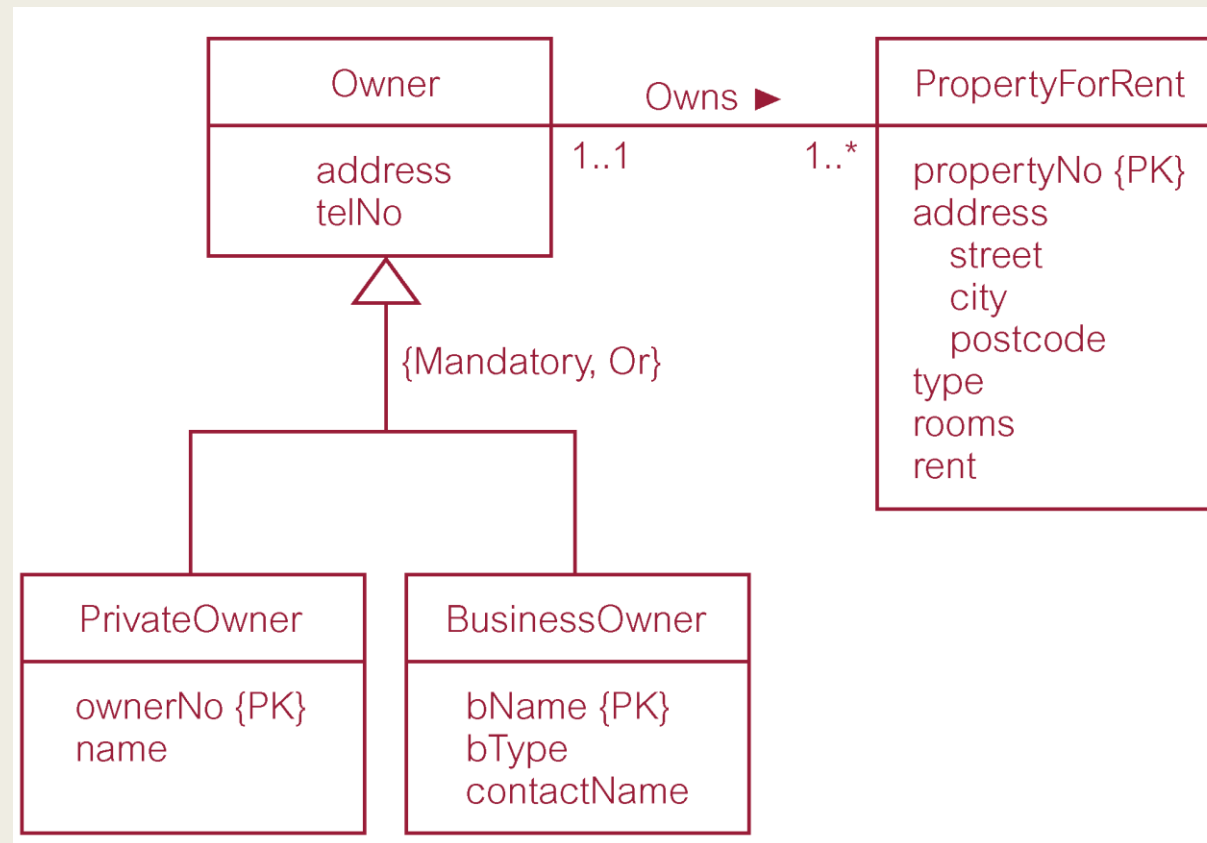 Owner
address
telNo
Owns ►
1..1
1..*
PropertyForRent
propertyNo {PK}
address
street
city
postcode
type
rooms
rent
{Mandatory, Or}
PrivateOwner
ownerNo {PK}
name
BusinessOwner
bName {PK}
bType
contactName